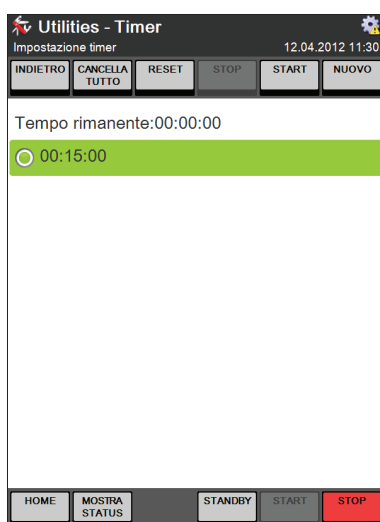 Utilities - Timer
Impostazione timer 12.04.2012 11:30
INDIETRO CANCELLA TUTTO RESET STOP START NUOVO
Tempo rimanente:00:00:00
00:15:00
HOME MOSTRA STATUS STANDBY START STOP